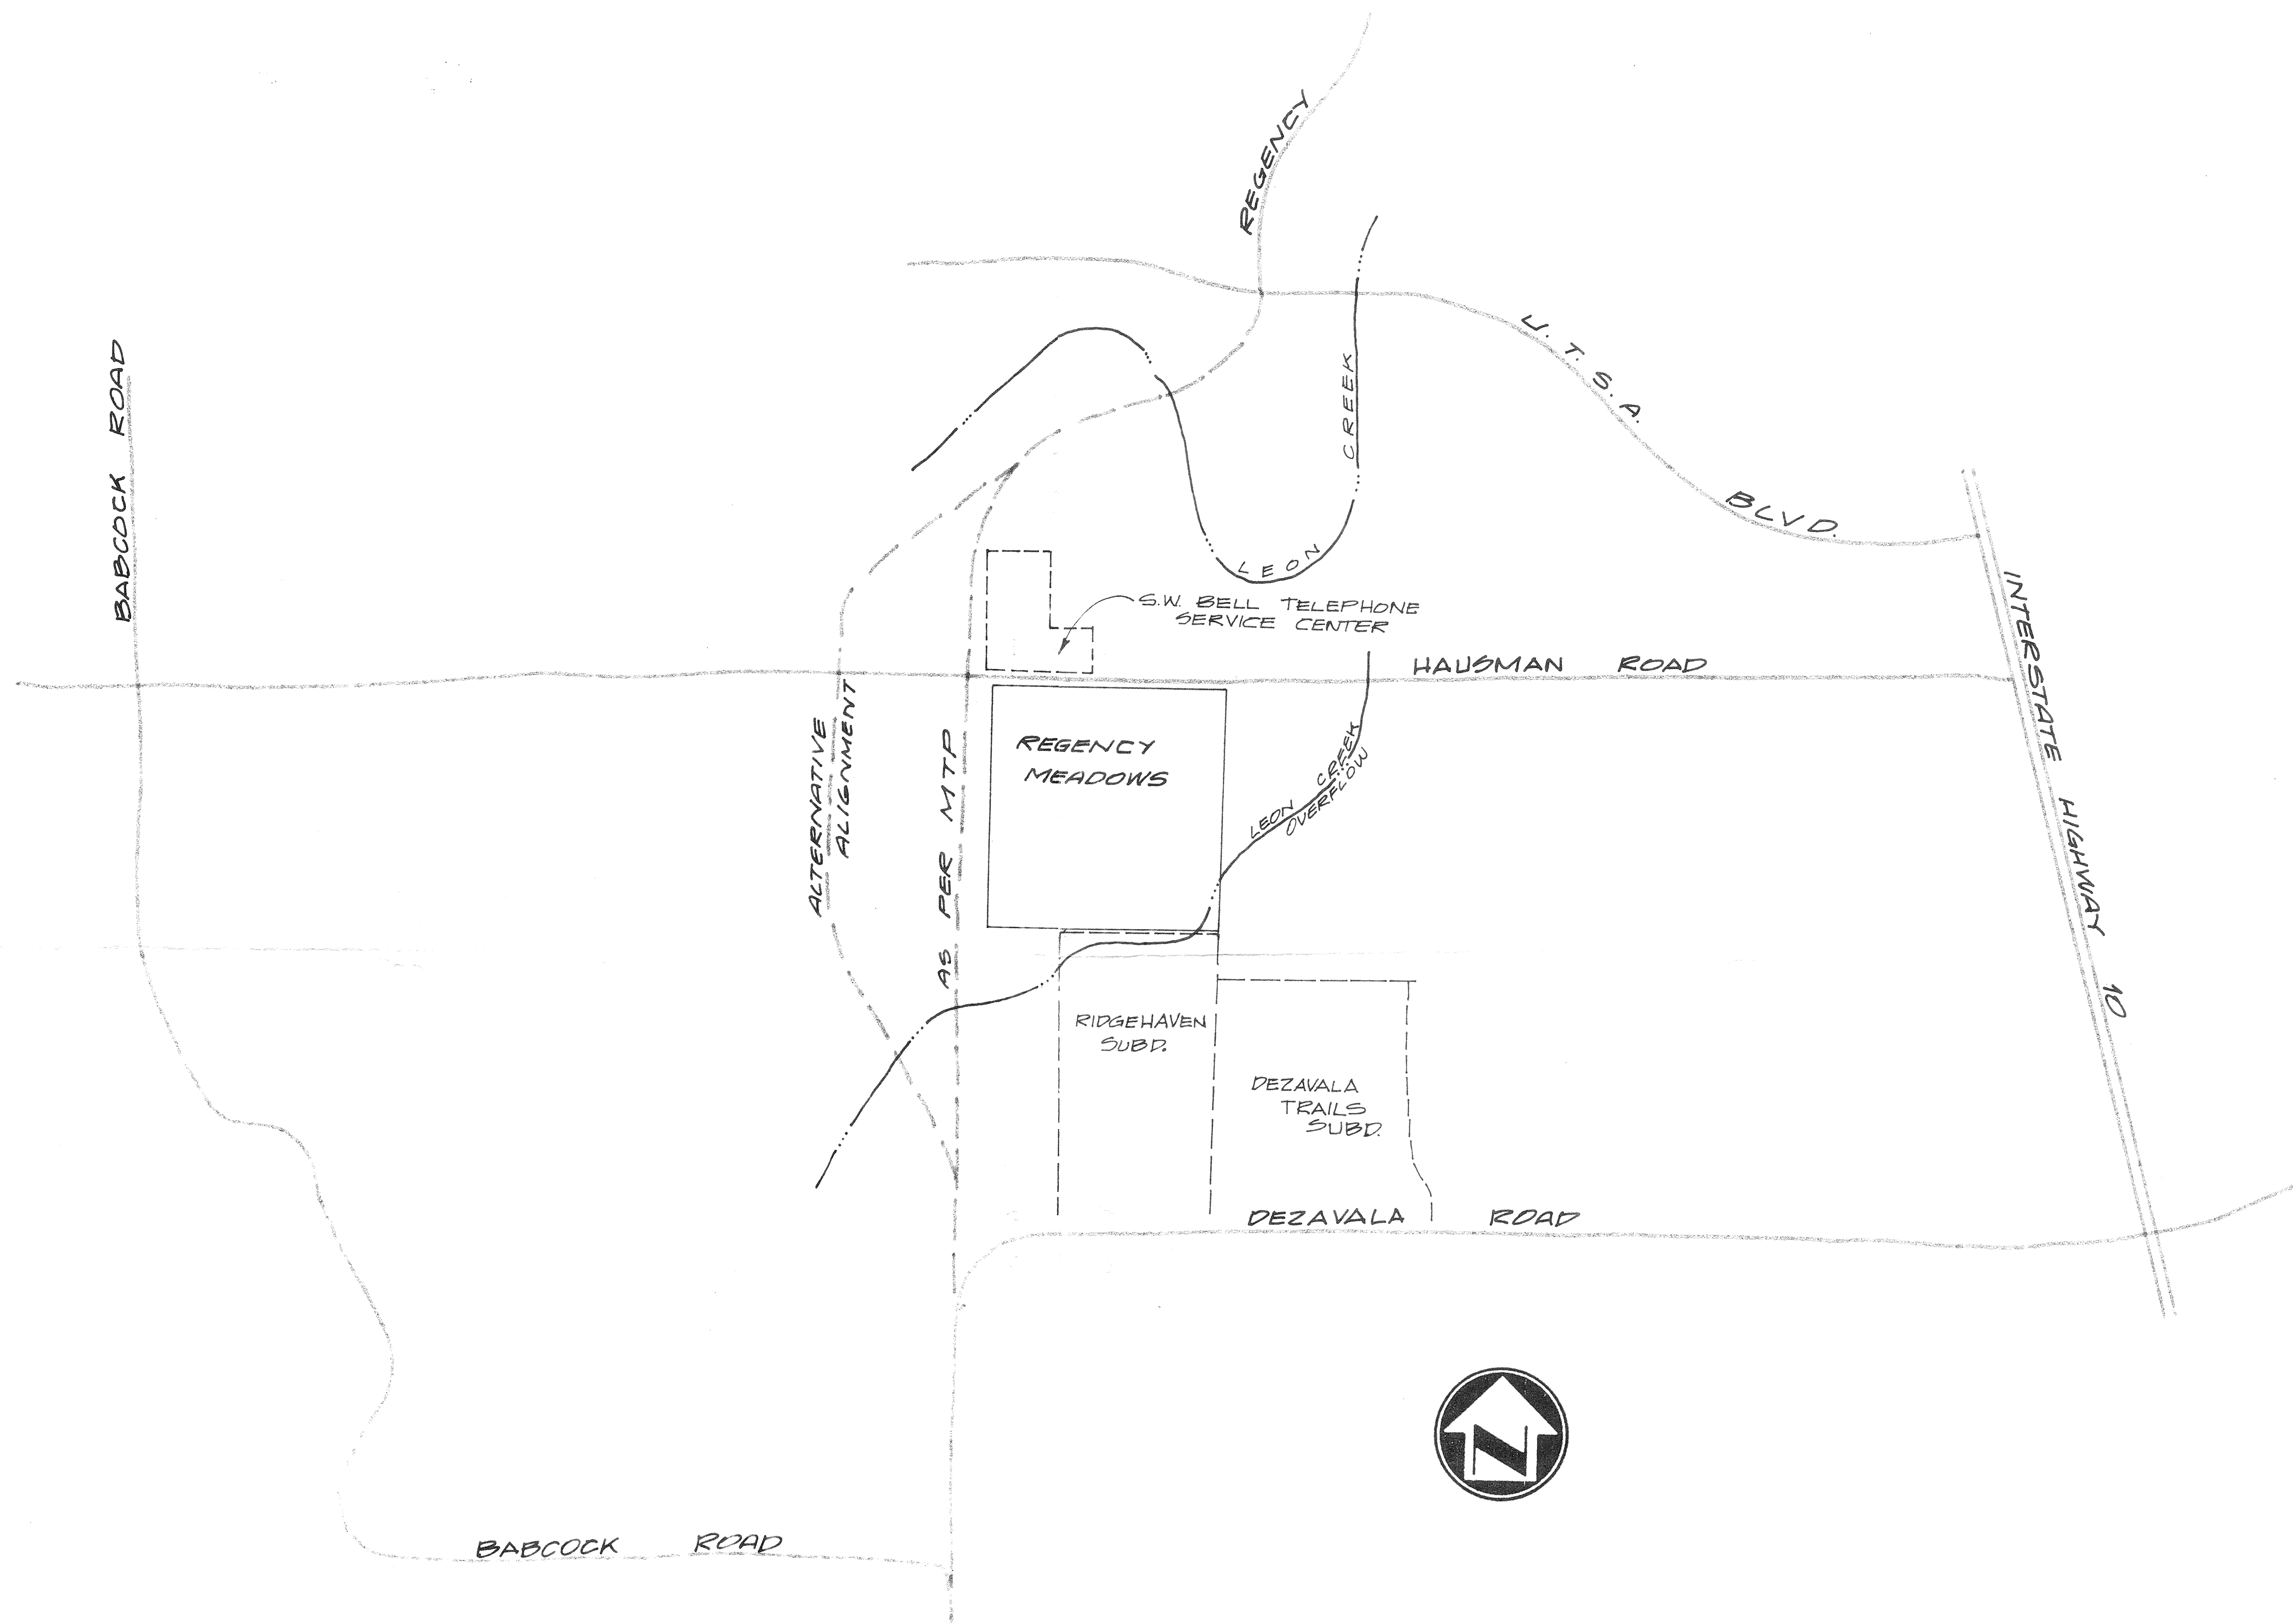 REGENCY
U.T.S.A. BLVD.
BABCOCK ROAD
LEON CREEK
S.W. BELL TELEPHONE
SERVICE CENTER
HAUSMAN ROAD
INTERSTATE HIGHWAY 10
ALTERNATIVE
ALIGNMENT
AS PER MTP
REGENCY
MEADOWS
LEON CREEK
OVERFLOW
RIDGEHAVEN
SUBD.
DEZAVALA
TRAILS
SUBD.
DEZAVALA ROAD
N
BABCOCK ROAD